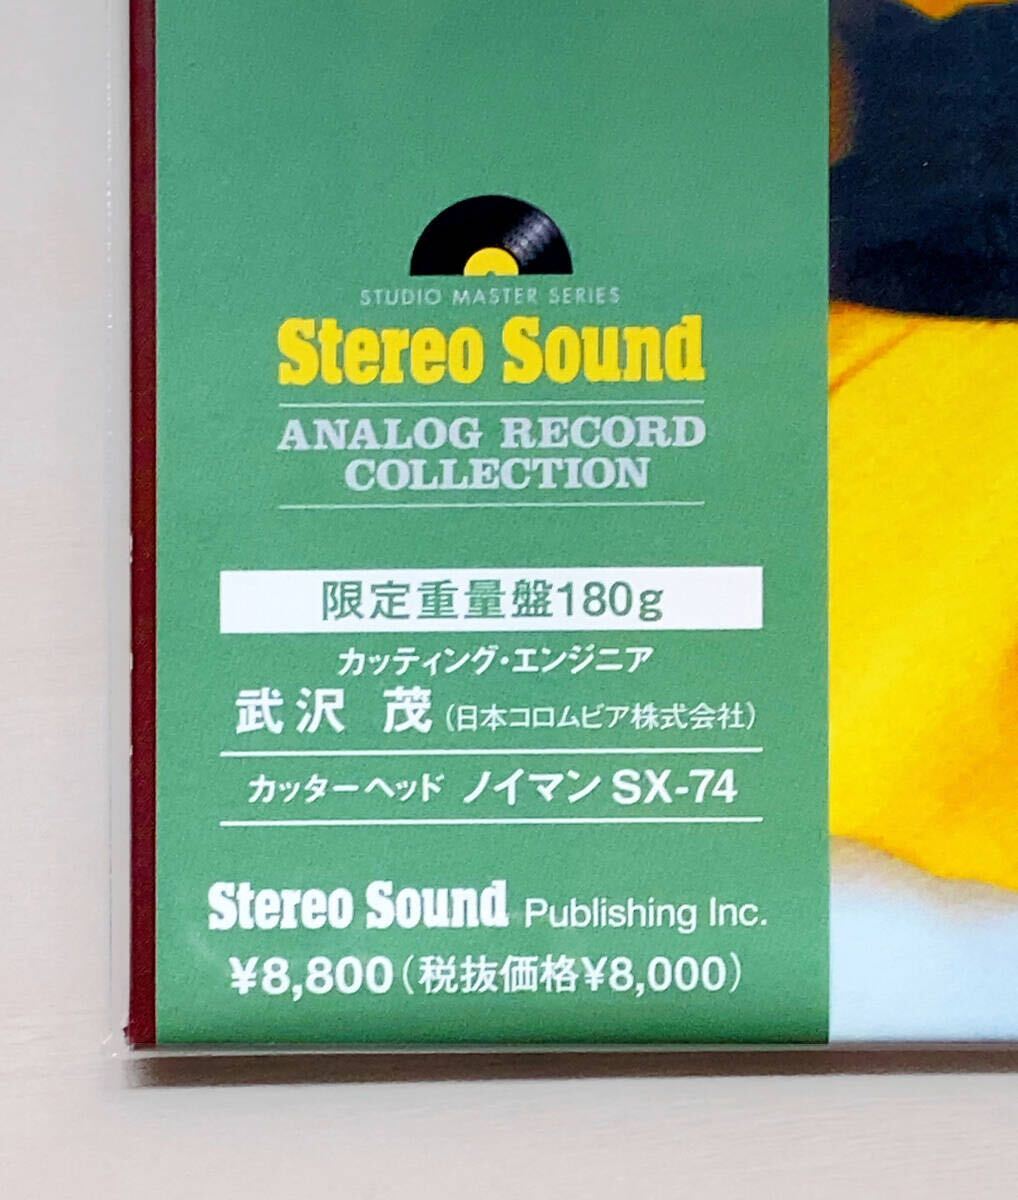 STUDIO MASTER SERIES
Stereo Sound
ANALOG RECORD
COLLECTION
限定重量盤180g
カッティング・エンジニア
武沢 茂（日本コロムビア株式会社）
カッターヘッド ノイマン SX-74
Stereo Sound Publishing Inc.
¥8,800（税抜価格¥8,000）